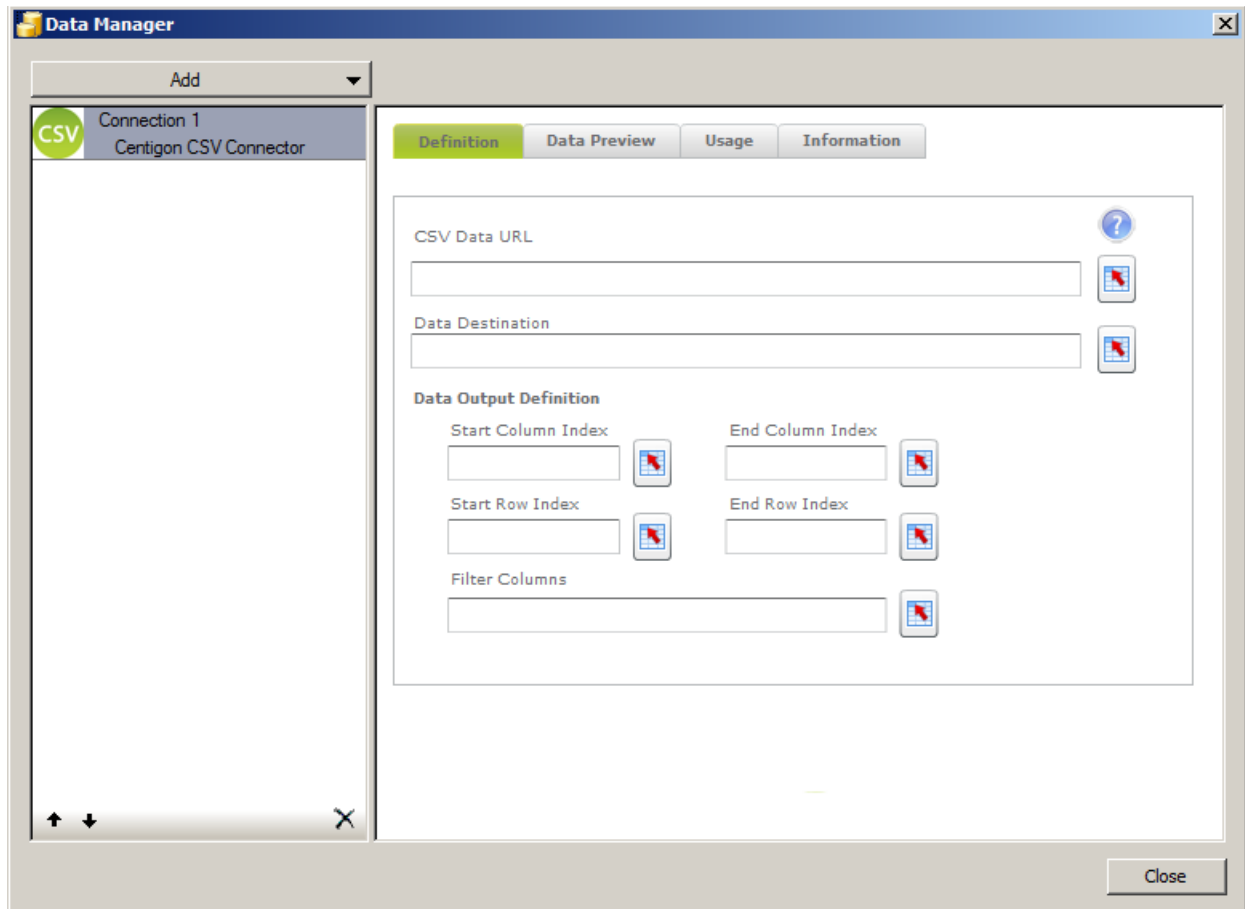 Data Manager
Add
CSV
Connection 1
Centigon CSV Connector
Definition Data Preview Usage Information
?
CSV Data URL
Data Destination
Data Output Definition
Start Column Index End Column Index
Start Row Index End Row Index
Filter Columns
Close